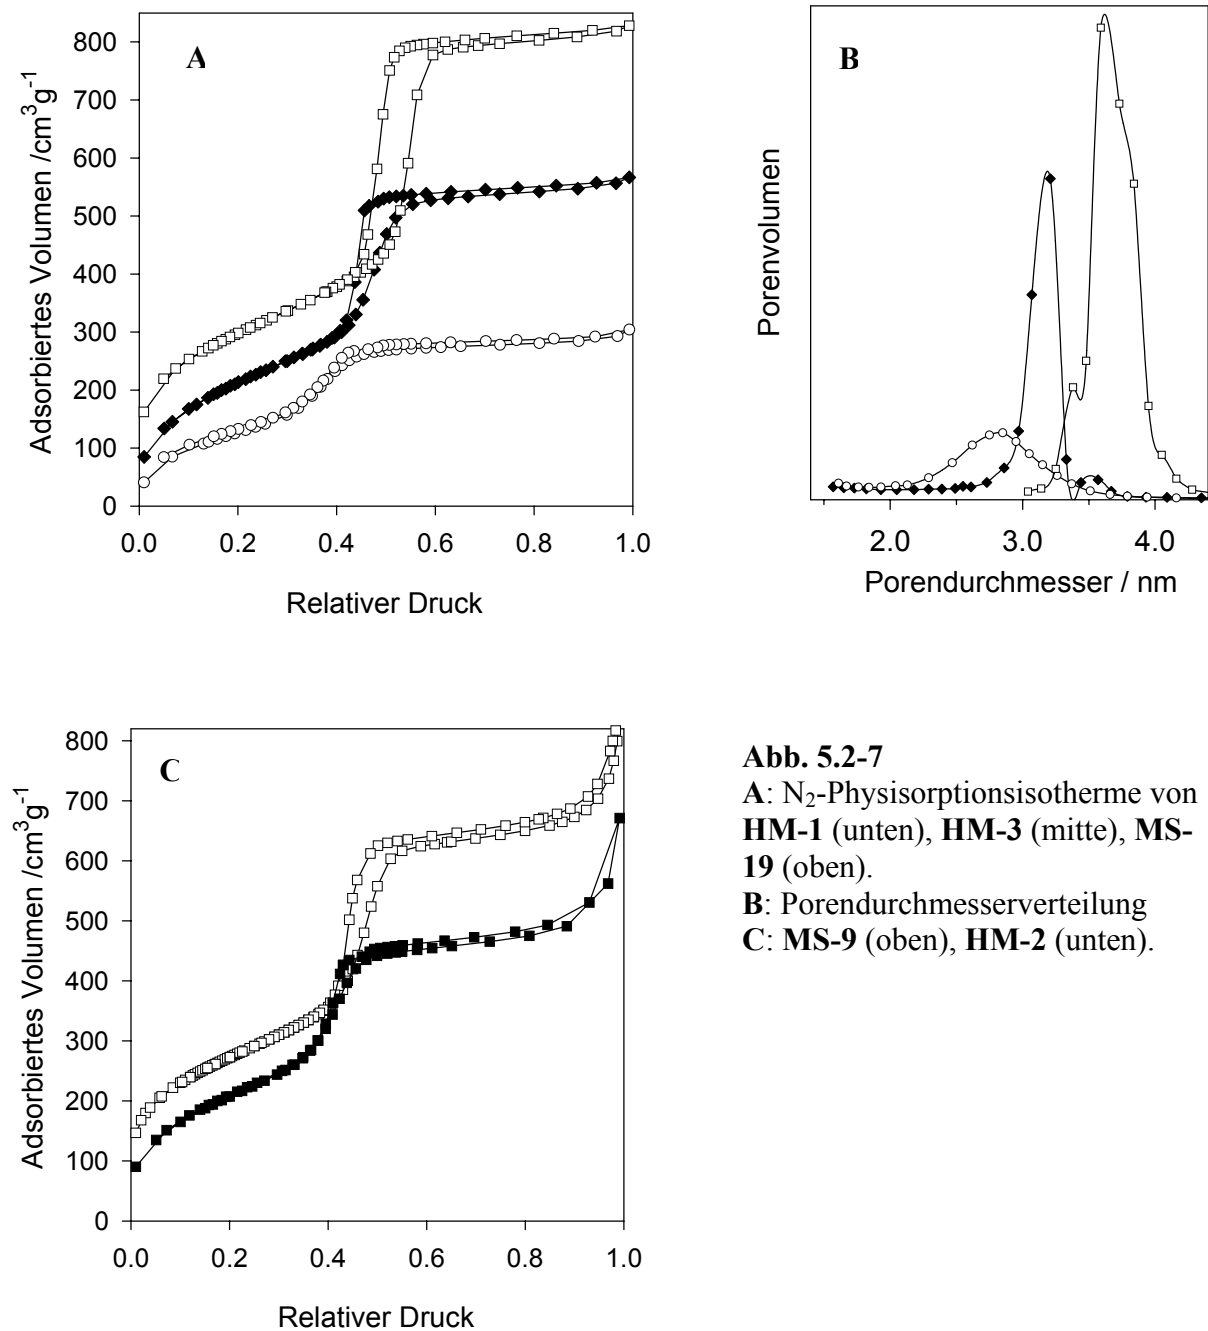 A
Adsorbiertes Volumen /cm³g⁻¹
800
700
600
500
400
300
200
100
0
0.0 0.2 0.4 0.6 0.8 1.0
Relativer Druck
B
Porenvolumen
2.0 3.0 4.0
Porendurchmesser / nm
C
Adsorbiertes Volumen /cm³g⁻¹
800
700
600
500
400
300
200
100
0
0.0 0.2 0.4 0.6 0.8 1.0
Relativer Druck
Abb. 5.2-7
A: N₂-Physisorptionsisotherme von
HM-1 (unten), HM-3 (mitte), MS-
19 (oben).
B: Porendurchmesserverteilung
C: MS-9 (oben), HM-2 (unten).